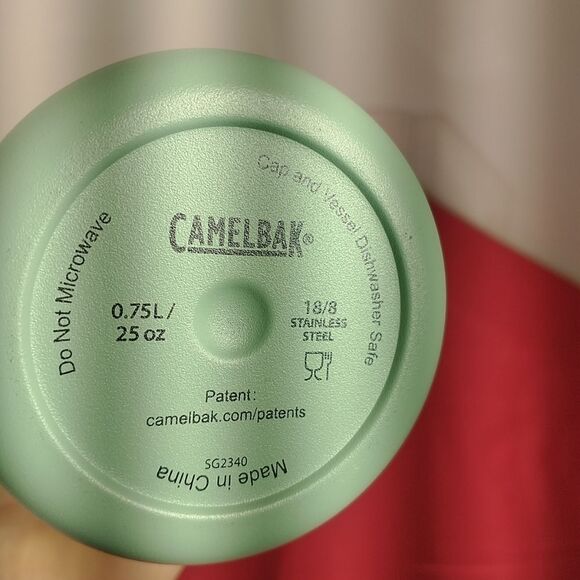 CAMELBAK®
Cap and Vessel Dishwasher Safe
Do Not Microwave
0.75L/
25 oz
18/8
STAINLESS
STEEL
Patent:
camelbak.com/patents
SG2340
Made in China